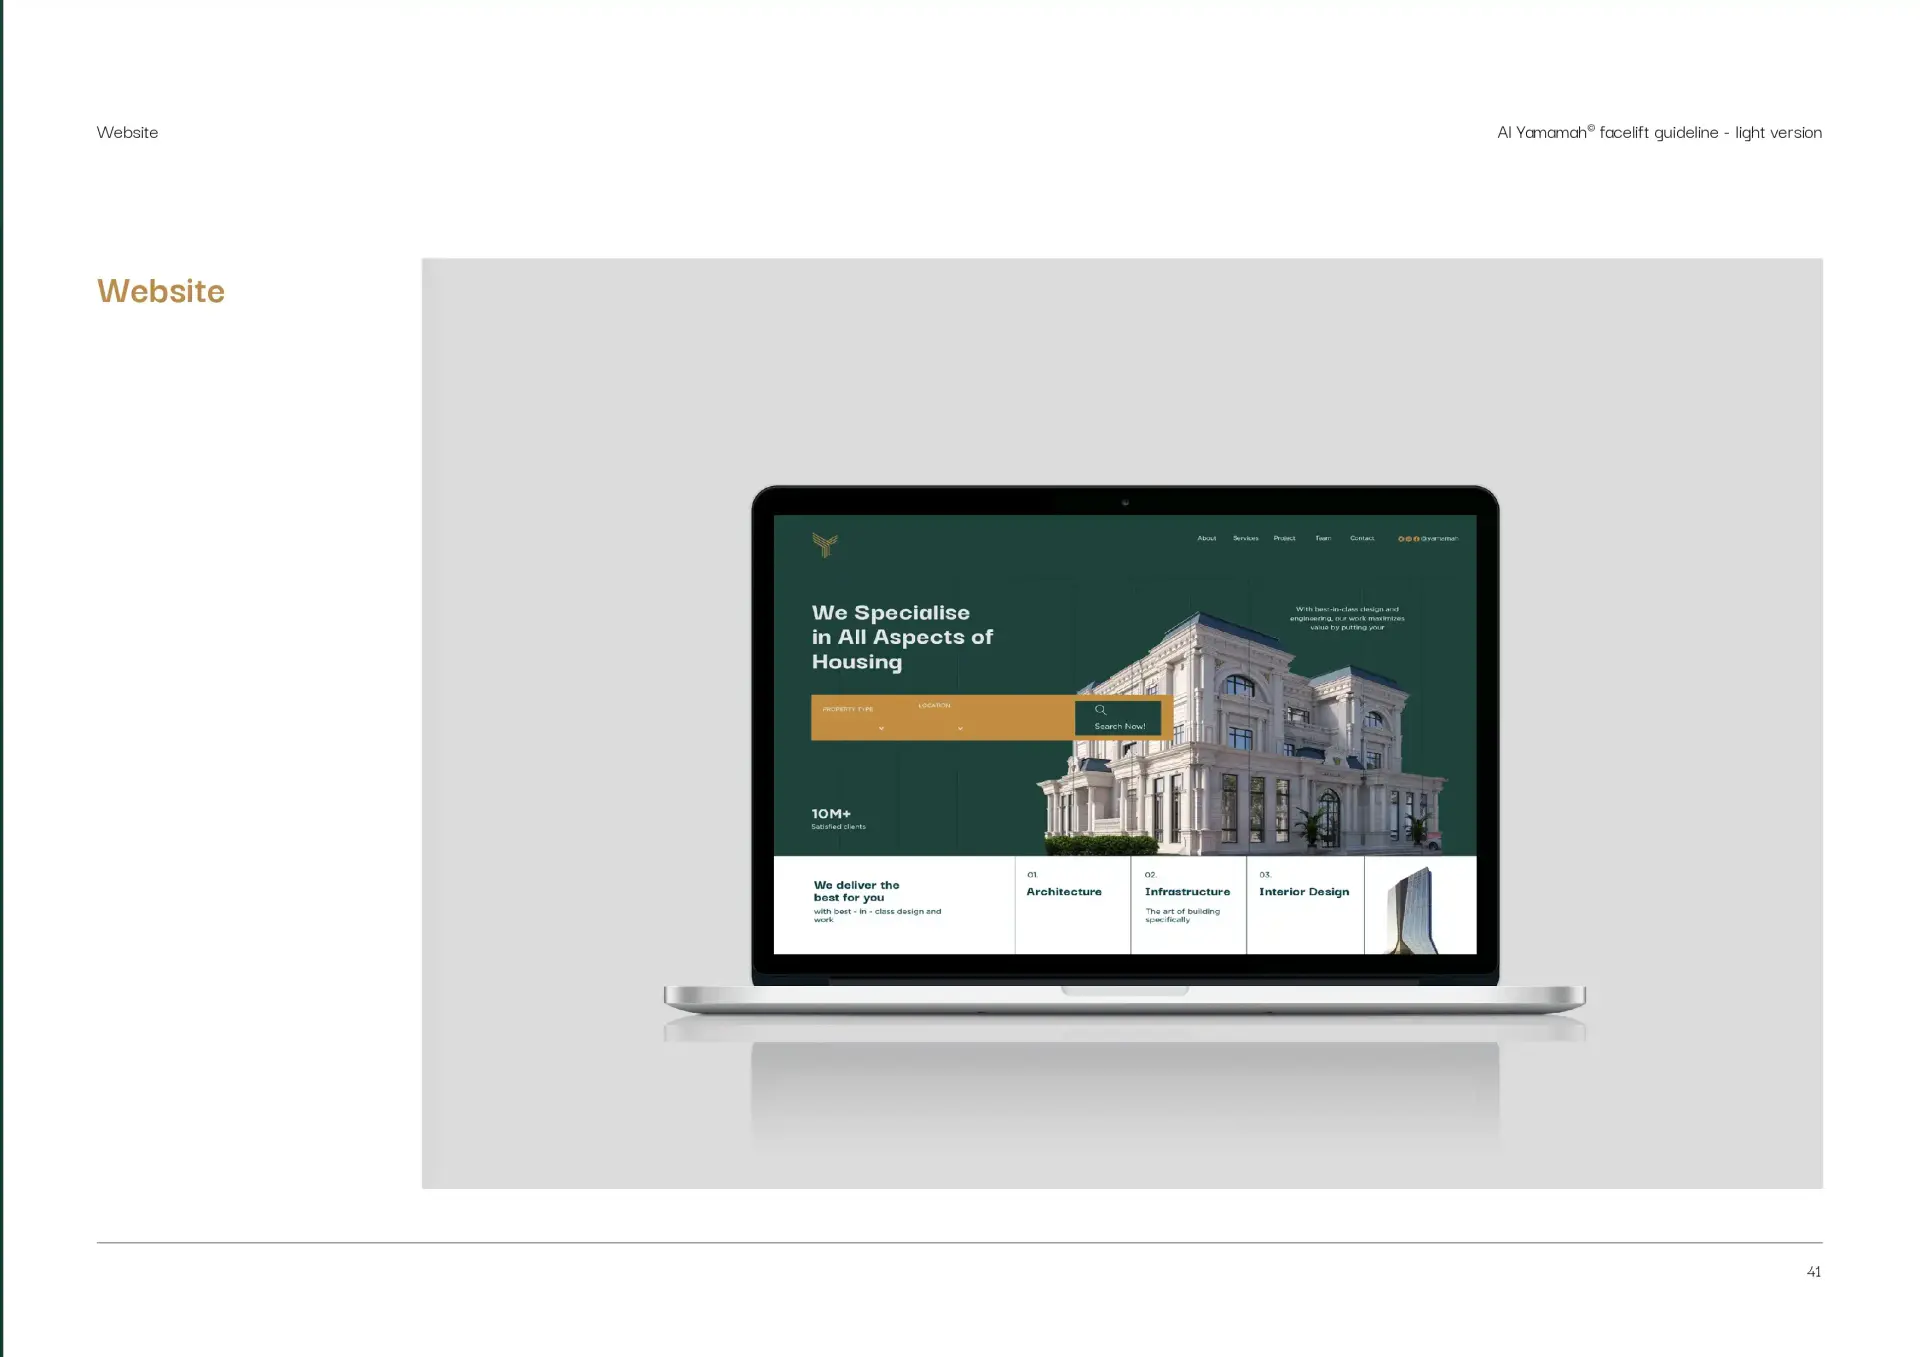 Website
Al Yamamah© facelift guideline - light version
Website
About Services Project Team Contact @yamamah
We Specialise
in All Aspects of
Housing
With best-in-class design and
engineering, our work maximizes
value by putting your
PROPERTY TYPE
LOCATION
Search Now!
10M+
Satisfied clients
We deliver the
best for you
with best - in - class design and
work
01.
Architecture
02.
Infrastructure
The art of building
specifically
03.
Interior Design
41